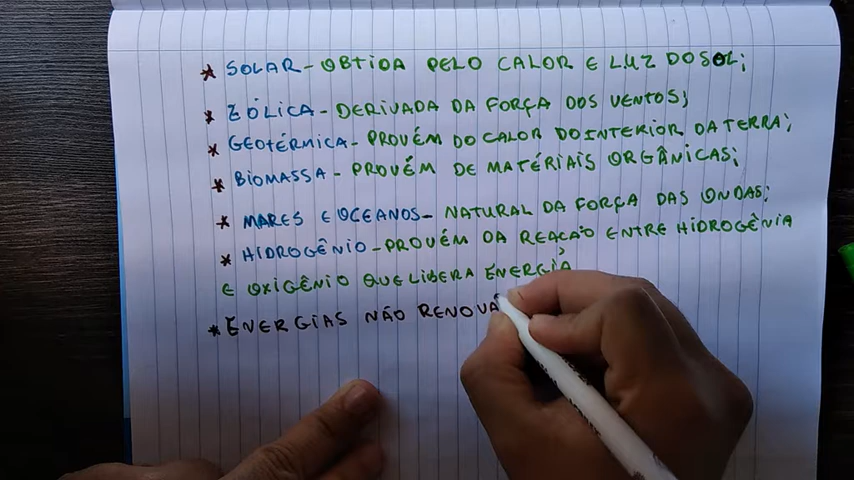 * SOLAR - OBTIDA PELO CALOR E LUZ DO SOL;
* EÓLICA - DERIVADA DA FORÇA DOS VENTOS;
* GEOTÉRMICA - PROVÉM DO CALOR DO INTERIOR DA TERRA;
* BIOMASSA - PROVÉM DE MATÉRIAIS ORGÂNICAS;
* MARES E OCEANOS - NATURAL DA FORÇA DAS ONDAS;
* HIDROGÊNIO - PROVÉM DA REAÇÃO ENTRE HIDROGÊNIA
E OXIGÊNIO QUE LIBERA ENERGIA
* ENERGIAS NÃO RENOVÁ